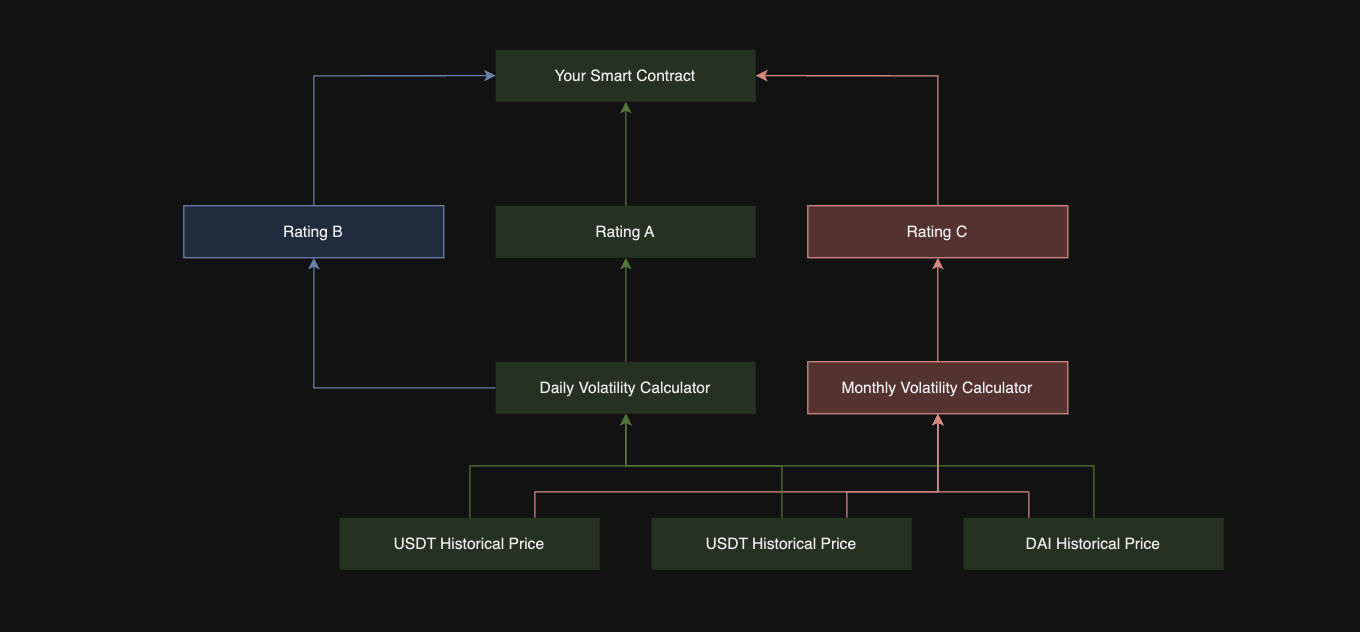 Your Smart Contract
Rating B
Rating A
Rating C
Daily Volatility Calculator
Monthly Volatility Calculator
USDT Historical Price
USDT Historical Price
DAI Historical Price